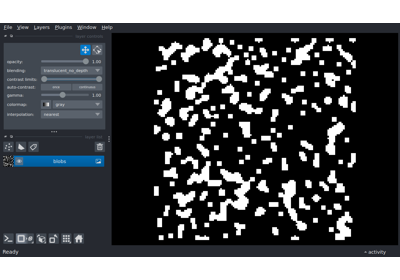 File View Layers Plugins Window Help
opacity: 1.00
blending: translucent_no_depth
contrast limits:
auto-contrast: once continuous
gamma: 1.00
colormap: gray
interpolation: nearest
blobs
Ready
activity